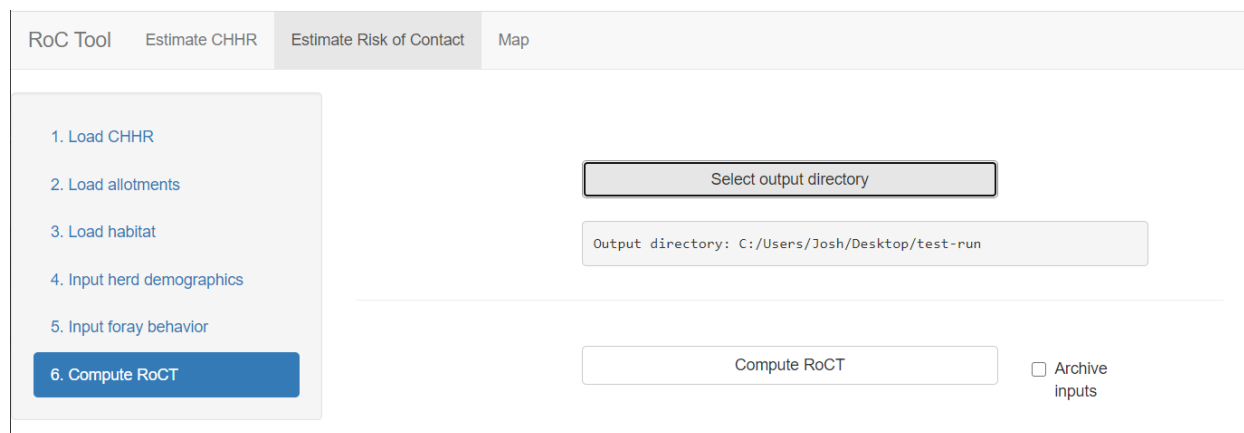 RoC Tool Estimate CHHR Estimate Risk of Contact Map
1. Load CHHR
2. Load allotments
3. Load habitat
4. Input herd demographics
5. Input foray behavior
6. Compute RoCT
Select output directory
Output directory: C:/Users/Josh/Desktop/test-run
Compute RoCT
Archive
inputs